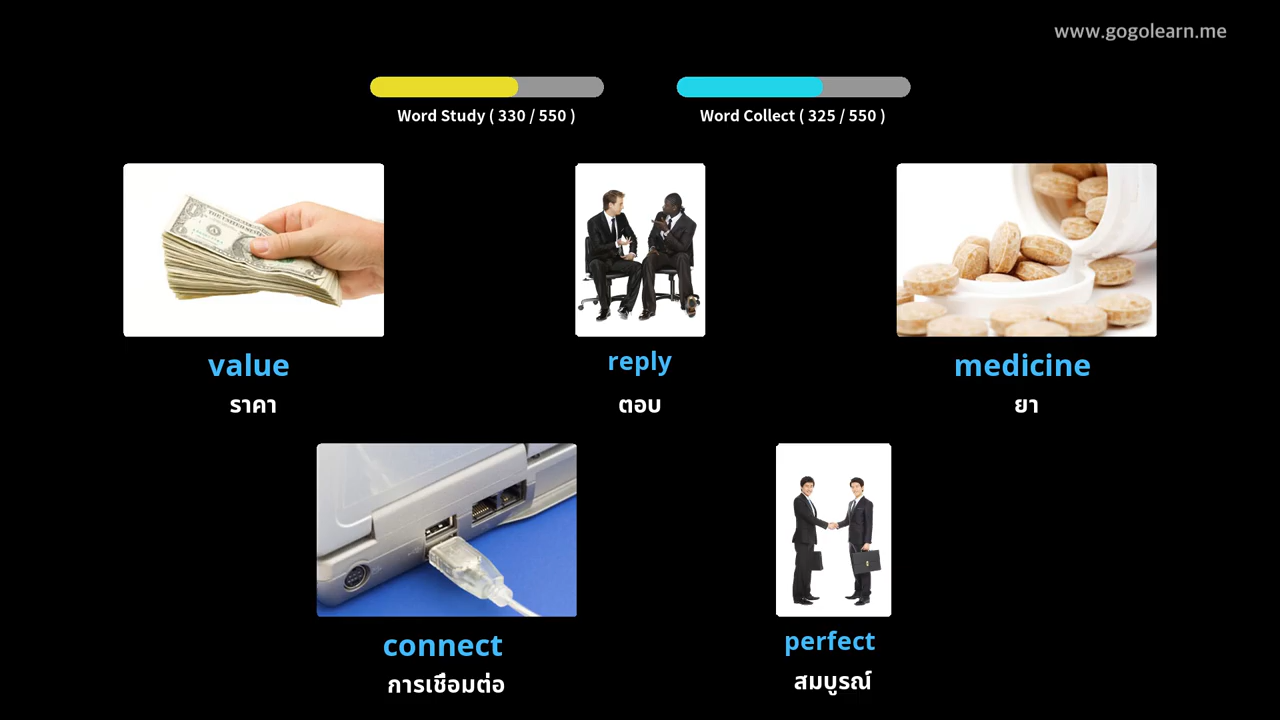 www.gogolearn.me
Word Study ( 330 / 550 )
Word Collect ( 325 / 550 )
value
ราคา
reply
ตอบ
medicine
ยา
connect
การเชื่อมต่อ
perfect
สมบูรณ์